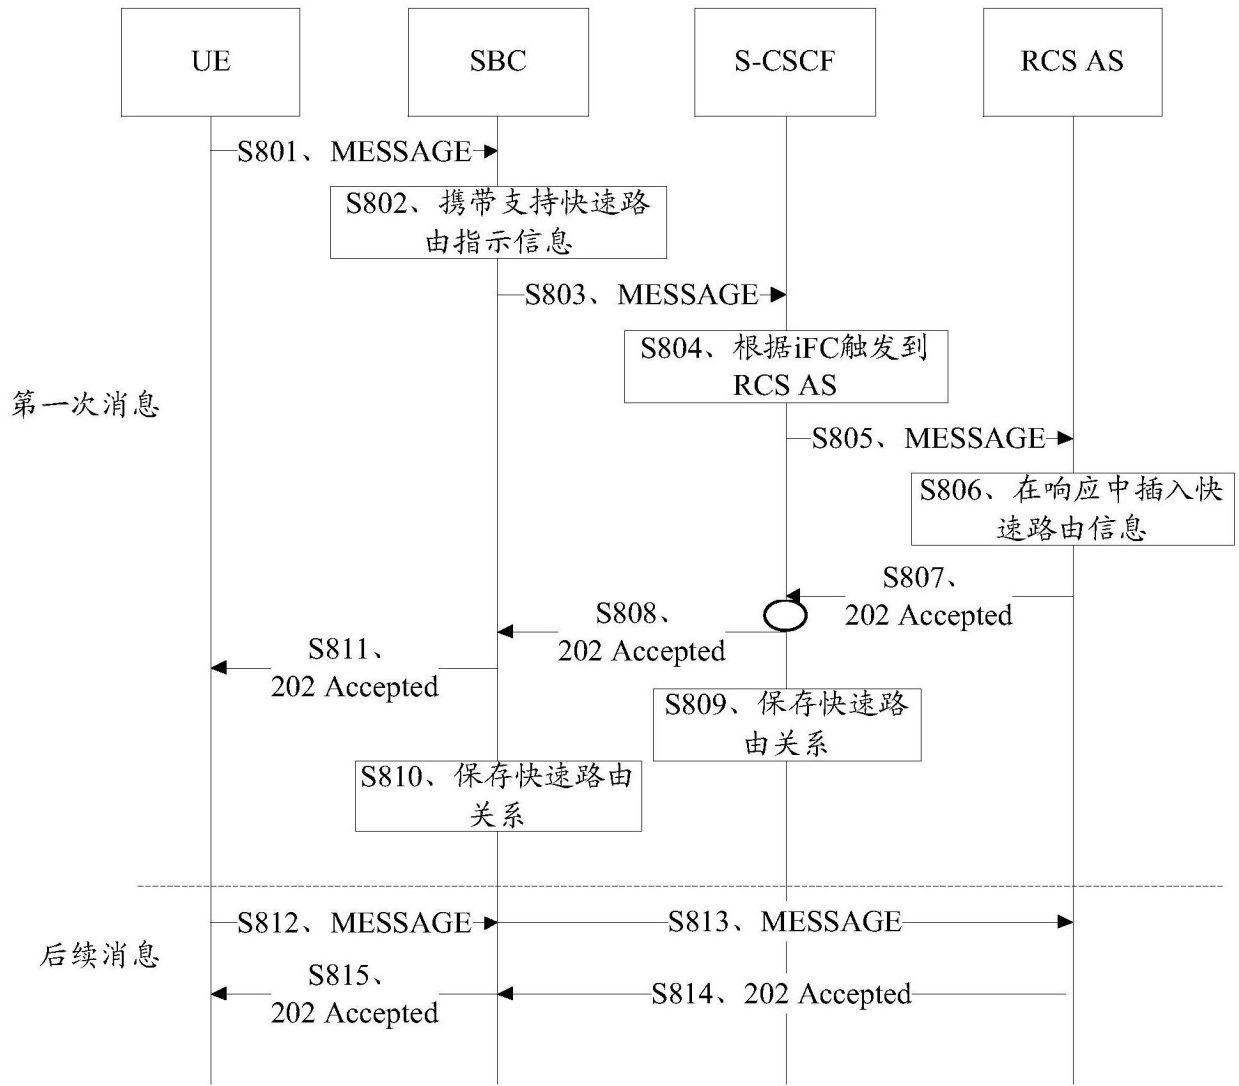 UE
SBC
S-CSCF
RCS AS
S801、MESSAGE
S802、携带支持快速路
由指示信息
S803、MESSAGE
S804、根据iFC触发到
RCS AS
第一次消息
S805、MESSAGE
S806、在响应中插入快
速路由信息
S807、
202 Accepted
S808、
202 Accepted
S811、
202 Accepted
S809、保存快速路
由关系
S810、保存快速路由
关系
S812、MESSAGE
S813、MESSAGE
后续消息
S815、
202 Accepted
S814、202 Accepted